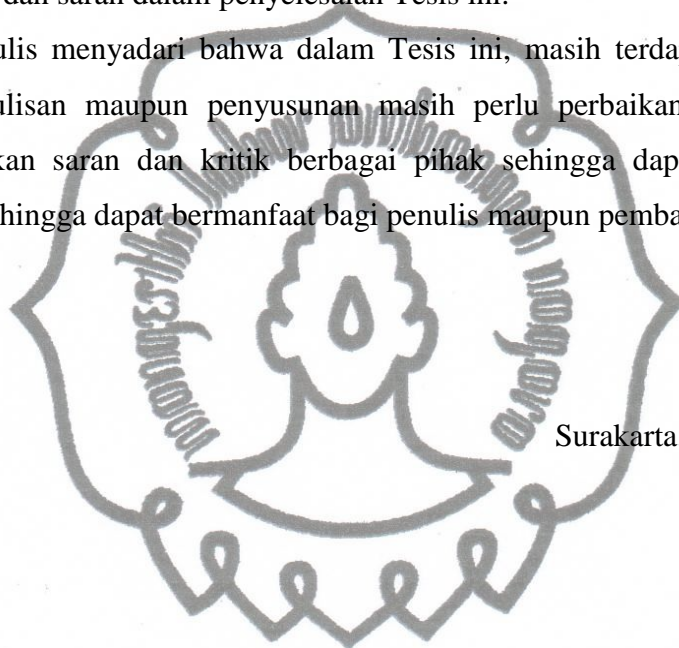 dan saran dalam penyelesaian Tesis ini.
ulis menyadari bahwa dalam Tesis ini, masih terda
ulisan maupun penyusunan masih perlu perbaikan
kan saran dan kritik berbagai pihak sehingga dap
hingga dapat bermanfaat bagi penulis maupun pemba
Surakarta